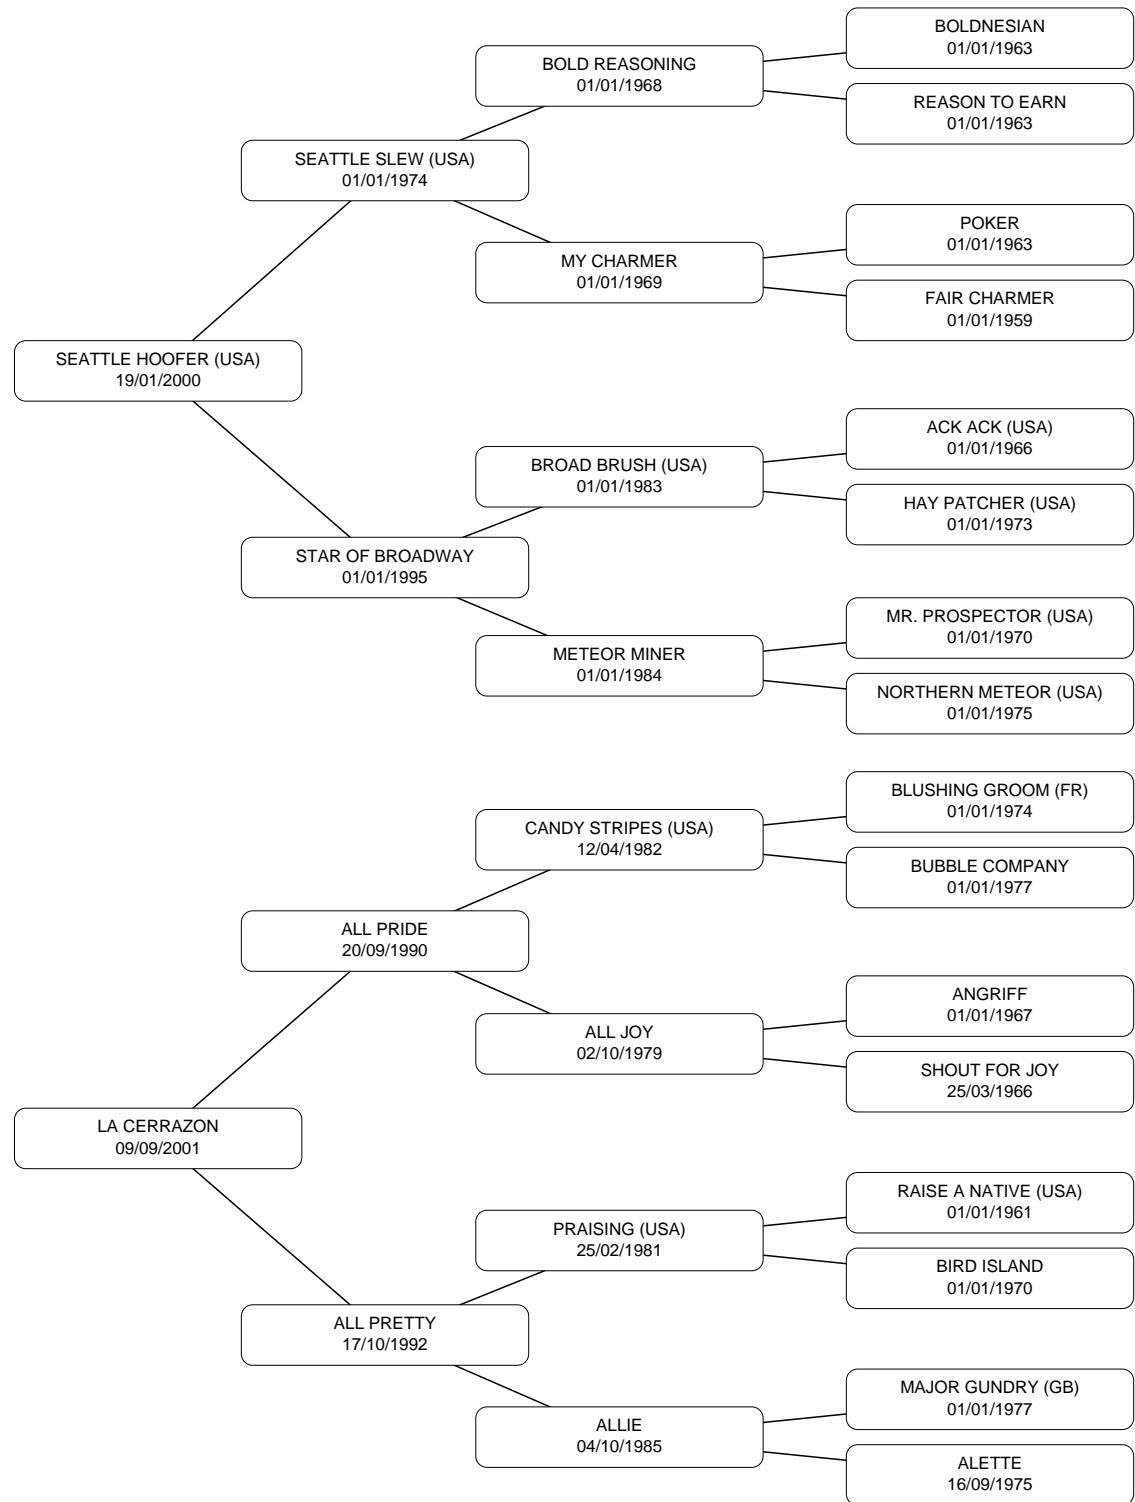 BOLDNESIAN
01/01/1963
BOLD REASONING
01/01/1968
REASON TO EARN
01/01/1963
SEATTLE SLEW (USA)
01/01/1974
POKER
01/01/1963
MY CHARMER
01/01/1969
FAIR CHARMER
01/01/1959
SEATTLE HOOFER (USA)
19/01/2000
ACK ACK (USA)
01/01/1966
BROAD BRUSH (USA)
01/01/1983
HAY PATCHER (USA)
01/01/1973
STAR OF BROADWAY
01/01/1995
MR. PROSPECTOR (USA)
01/01/1970
METEOR MINER
01/01/1984
NORTHERN METEOR (USA)
01/01/1975
BLUSHING GROOM (FR)
01/01/1974
CANDY STRIPES (USA)
12/04/1982
BUBBLE COMPANY
01/01/1977
ALL PRIDE
20/09/1990
ANGRIFF
01/01/1967
ALL JOY
02/10/1979
SHOUT FOR JOY
25/03/1966
LA CERRAZON
09/09/2001
RAISE A NATIVE (USA)
01/01/1961
PRAISING (USA)
25/02/1981
BIRD ISLAND
01/01/1970
ALL PRETTY
17/10/1992
MAJOR GUNDRY (GB)
01/01/1977
ALLIE
04/10/1985
ALETTE
16/09/1975